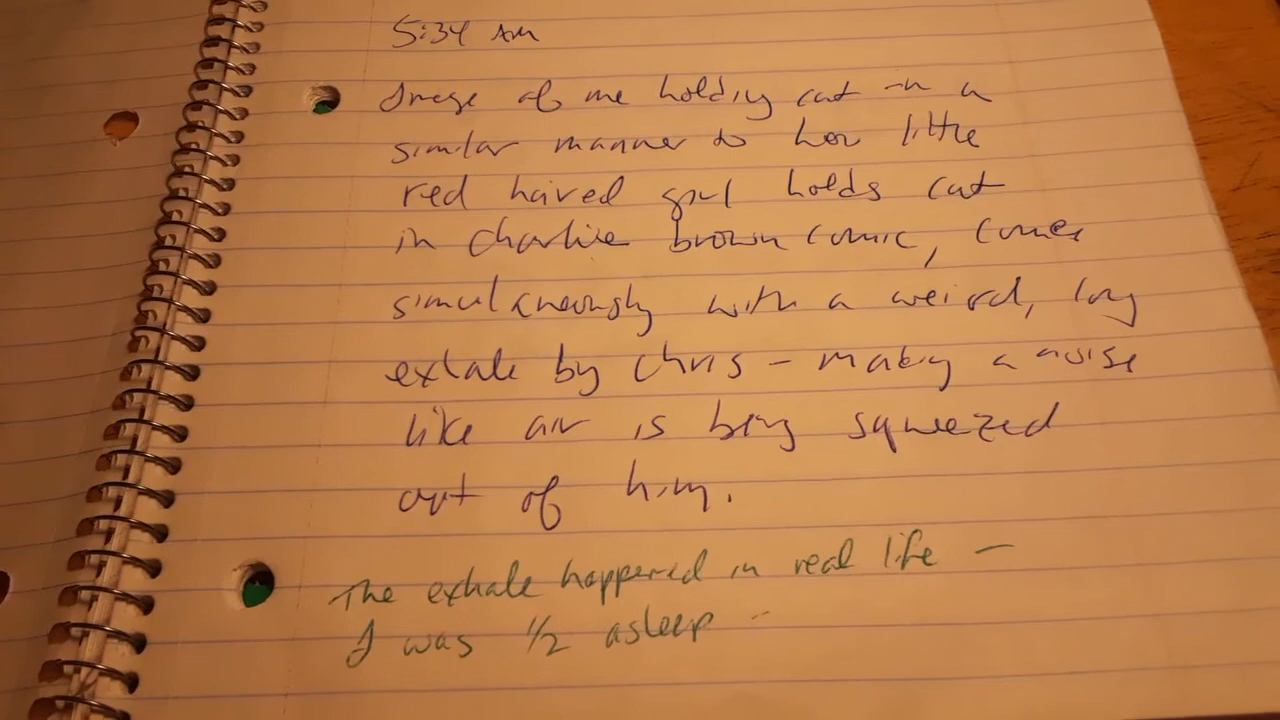 5:34 AM
Image of me holding cat in a
similar manner to how little
red haired girl holds cat
in charlie brown comic, comes
simultaneously with a weird, long
exhale by chris - making a noise
like air is being squeezed
out of him.
The exhale happened in real life -
I was 1/2 asleep -